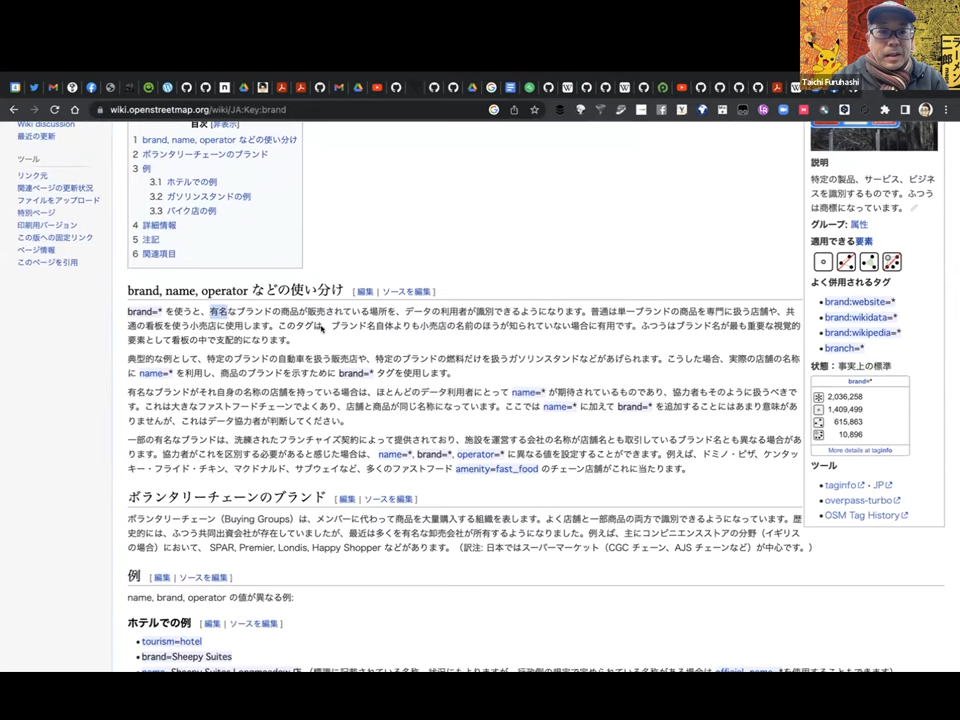 Taichi Furuhashi
wiki.openstreetmap.org/wiki/JA:Key:brand
Wiki discussion
最近の更新
ツール
リンク元
関連ページの更新状況
ファイルをアップロード
特別ページ
印刷用バージョン
この版への固定リンク
ページ情報
このページを引用
目次 [非表示]
1 brand, name, operator などの使い分け
2 ボランタリーチェーンのブランド
3 例
3.1 ホテルでの例
3.2 ガソリンスタンドの例
3.3 バイク店の例
4 詳細情報
5 注記
6 関連項目
brand, name, operator などの使い分け [ 編集 | ソースを編集 ]
brand=* を使うと、有名なブランドの商品が販売されている場所を、データの利用者が識別できるようになります。普通は単一ブランドの商品を専門に扱う店舗や、共
通の看板を使う小売店に使用します。このタグは、ブランド名自体よりも小売店の名前のほうが知られていない場合に有用です。ふつうはブランド名が最も重要な視覚的
要素として看板の中で支配的になります。
典型的な例として、特定のブランドの自動車を扱う販売店や、特定のブランドの燃料だけを扱うガソリンスタンドなどがあげられます。こうした場合、実際の店舗の名称
に name=* を利用し、商品のブランドを示すために brand=* タグを使用します。
有名なブランドがそれ自身の名称の店舗を持っている場合は、ほとんどのデータ利用者にとって name=* が期待されているものであり、協力者もそのように扱うべきで
す。これは大きなファストフードチェーンでよくあり、店舗と商品が同じ名称になっています。ここでは name=* に加えて brand=* を追加することにはあまり意味があ
りませんが、これはデータ協力者が判断してください。
一部の有名なブランドは、洗練されたフランチャイズ契約によって提供されており、施設を運営する会社の名称が店舗名とも取引しているブランド名とも異なる場合があ
ります。協力者がこれを区別する必要があると感じた場合は、 name=*, brand=*, operator=* に異なる値を設定することができます。例えば、ドミノ・ピザ、ケンタッ
キー・フライド・チキン、マクドナルド、サブウェイなど、多くのファストフード amenity=fast_food のチェーン店舗がこれに当たります。
ボランタリーチェーンのブランド [ 編集 | ソースを編集 ]
ボランタリーチェーン（Buying Groups）は、メンバーに代わって商品を大量購入する組織を表します。よく店舗と一部商品の両方で識別できるようになっています。歴
史的には、ふつう共同出資会社が存在していましたが、最近は多くを有名な卸売会社が所有するようになりました。例えば、主にコンビニエンスストアの分野（イギリス
の場合）において、 SPAR, Premier, Londis, Happy Shopper などがあります。（訳注: 日本ではスーパーマーケット（CGC チェーン、AJS チェーンなど）が中心です。）
例 [ 編集 | ソースを編集 ]
name, brand, operator の値が異なる例:
ホテルでの例 [ 編集 | ソースを編集 ]
tourism=hotel
brand=Sheepy Suites
説明
特定の製品、サービス、ビジネ
スを識別するものです。ふつう
は商標になっています。
グループ: 属性
適用できる要素
よく併用されるタグ
brand:website=*
brand:wikidata=*
brand:wikipedia=*
branch=*
状態：事実上の標準
brand=*
2,036,258
1,409,499
615,863
10,896
More details at taginfo
ツール
taginfo · JP
overpass-turbo
OSM Tag History